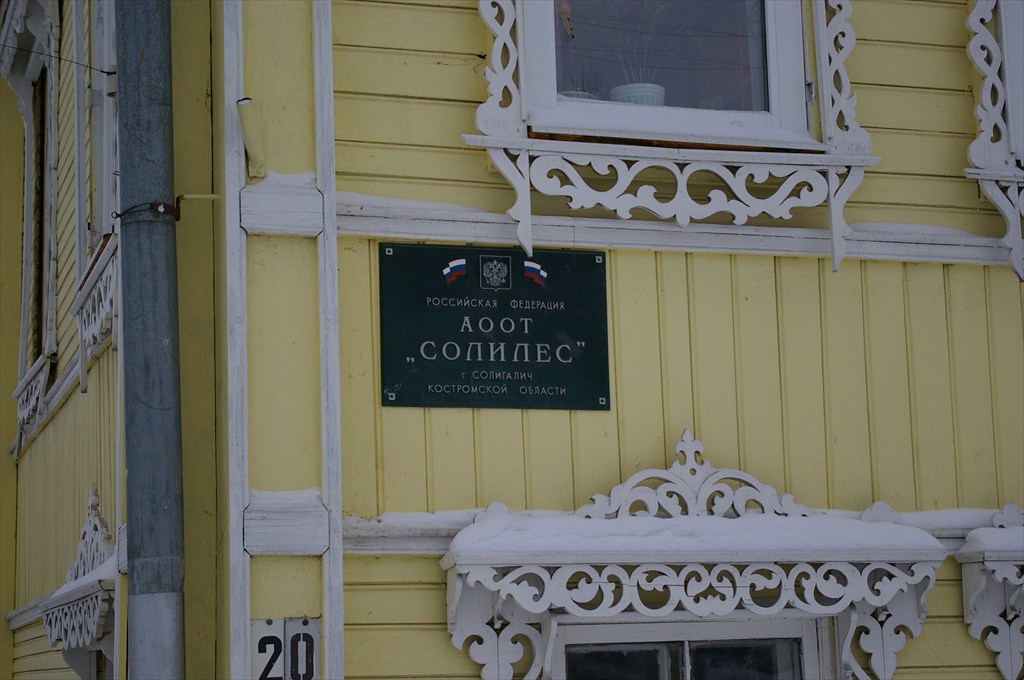 РОССИЙСКАЯ ФЕДЕРАЦИЯ
АООТ
„СОЛИЛЕС”
г. СОЛИГАЛИЧ
КОСТРОМСКОЙ ОБЛАСТИ
20